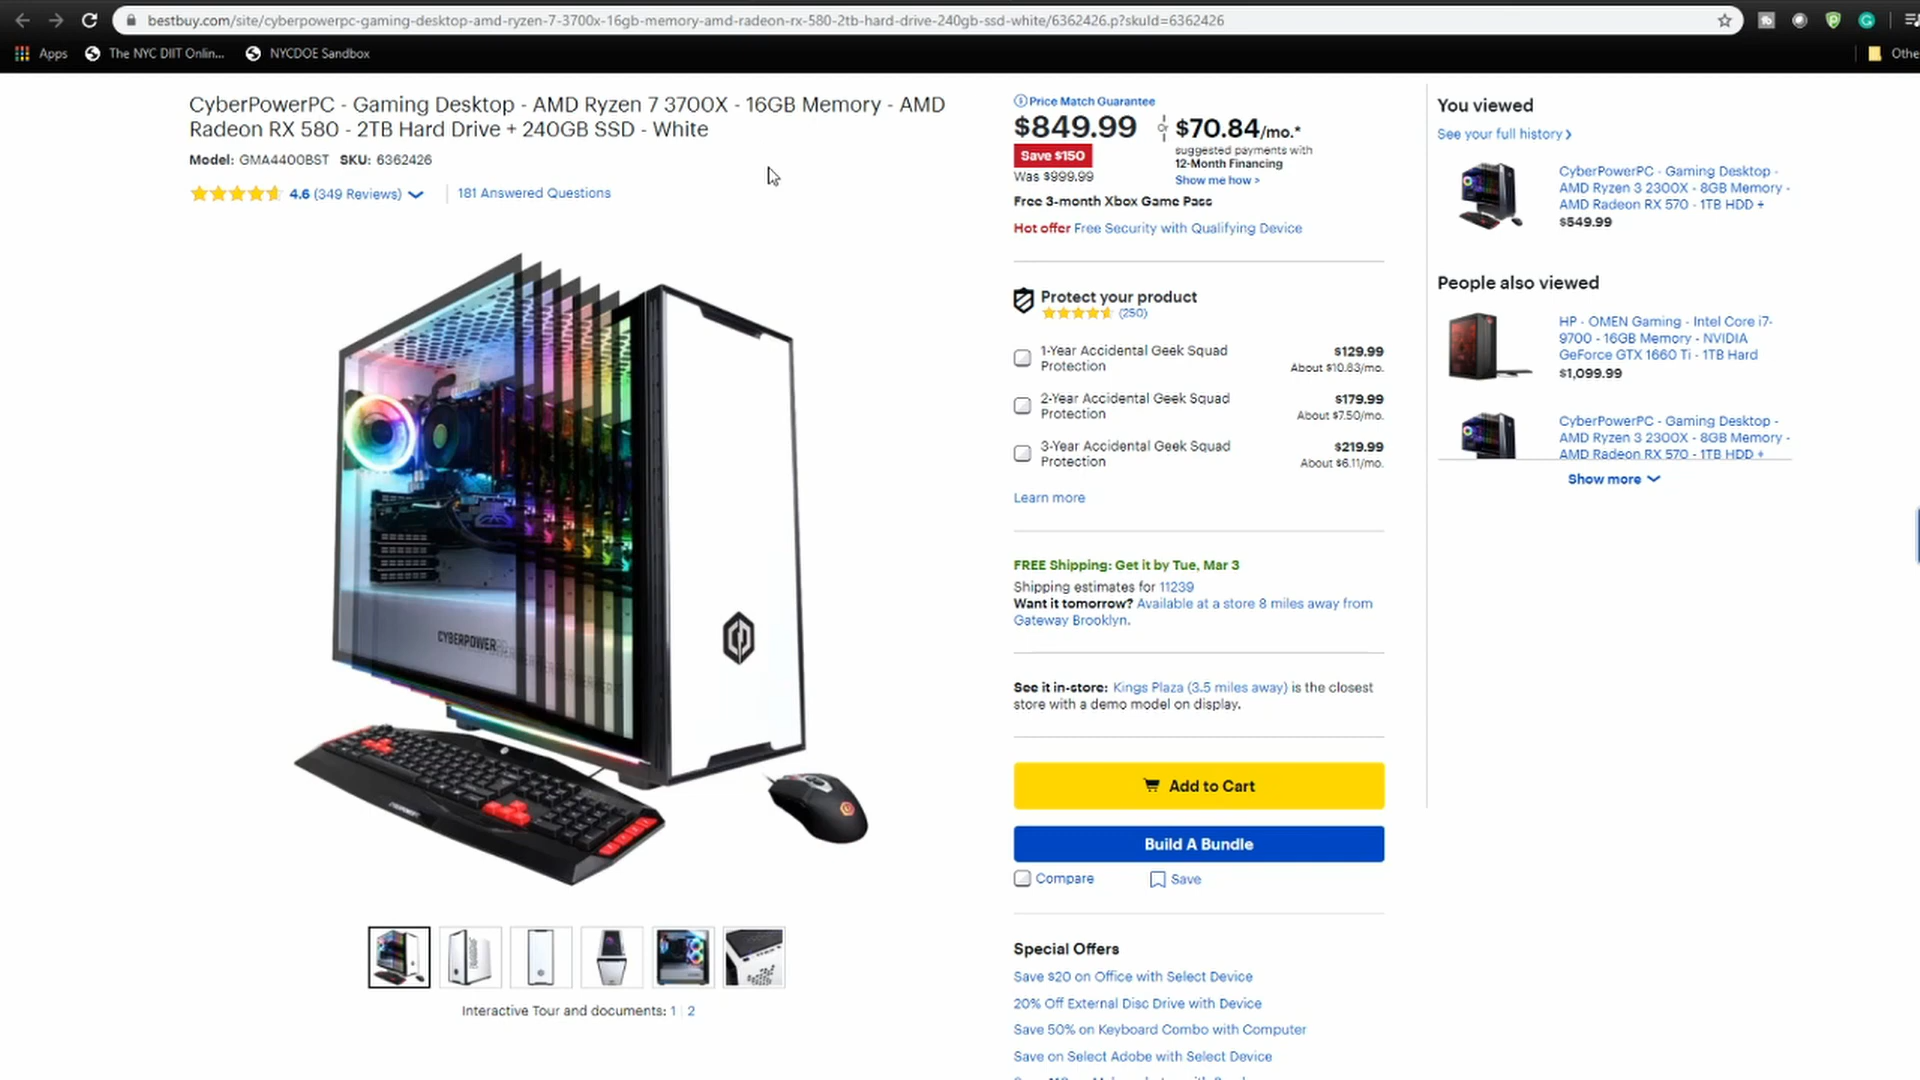 bestbuy.com/site/cyberpowerpc-gaming-desktop-amd-ryzen-7-3700x-16gb-memory-amd-radeon-rx-580-2tb-hard-drive-240gb-ssd-white/6362426.p?skuId=6362426
Apps
The NYC DIIT Onlin...
NYCDOE Sandbox
Othe
CyberPowerPC - Gaming Desktop - AMD Ryzen 7 3700X - 16GB Memory - AMD
Radeon RX 580 - 2TB Hard Drive + 240GB SSD - White
Model: GMA4400BST SKU: 6362426
4.6 (349 Reviews)
181 Answered Questions
CYBERPOWER
Interactive Tour and documents: 1 | 2
Price Match Guarantee
$849.99
Save $150
Was $999.99
or
$70.84/mo.*
suggested payments with
12-Month Financing
Show me how >
Free 3-month Xbox Game Pass
Hot offer Free Security with Qualifying Device
Protect your product
(250)
1-Year Accidental Geek Squad
Protection
$129.99
About $10.83/mo.
2-Year Accidental Geek Squad
Protection
$179.99
About $7.50/mo.
3-Year Accidental Geek Squad
Protection
$219.99
About $6.11/mo.
Learn more
FREE Shipping: Get it by Tue, Mar 3
Shipping estimates for 11239
Want it tomorrow? Available at a store 8 miles away from
Gateway Brooklyn.
See it in-store: Kings Plaza (3.5 miles away) is the closest
store with a demo model on display.
Add to Cart
Build A Bundle
Compare
Save
Special Offers
Save $20 on Office with Select Device
20% Off External Disc Drive with Device
Save 50% on Keyboard Combo with Computer
Save on Select Adobe with Select Device
You viewed
See your full history >
CyberPowerPC - Gaming Desktop -
AMD Ryzen 3 2300X - 8GB Memory -
AMD Radeon RX 570 - 1TB HDD +
$549.99
People also viewed
HP - OMEN Gaming - Intel Core i7-
9700 - 16GB Memory - NVIDIA
GeForce GTX 1660 Ti - 1TB Hard
$1,099.99
CyberPowerPC - Gaming Desktop -
AMD Ryzen 3 2300X - 8GB Memory -
AMD Radeon RX 570 - 1TB HDD +
Show more